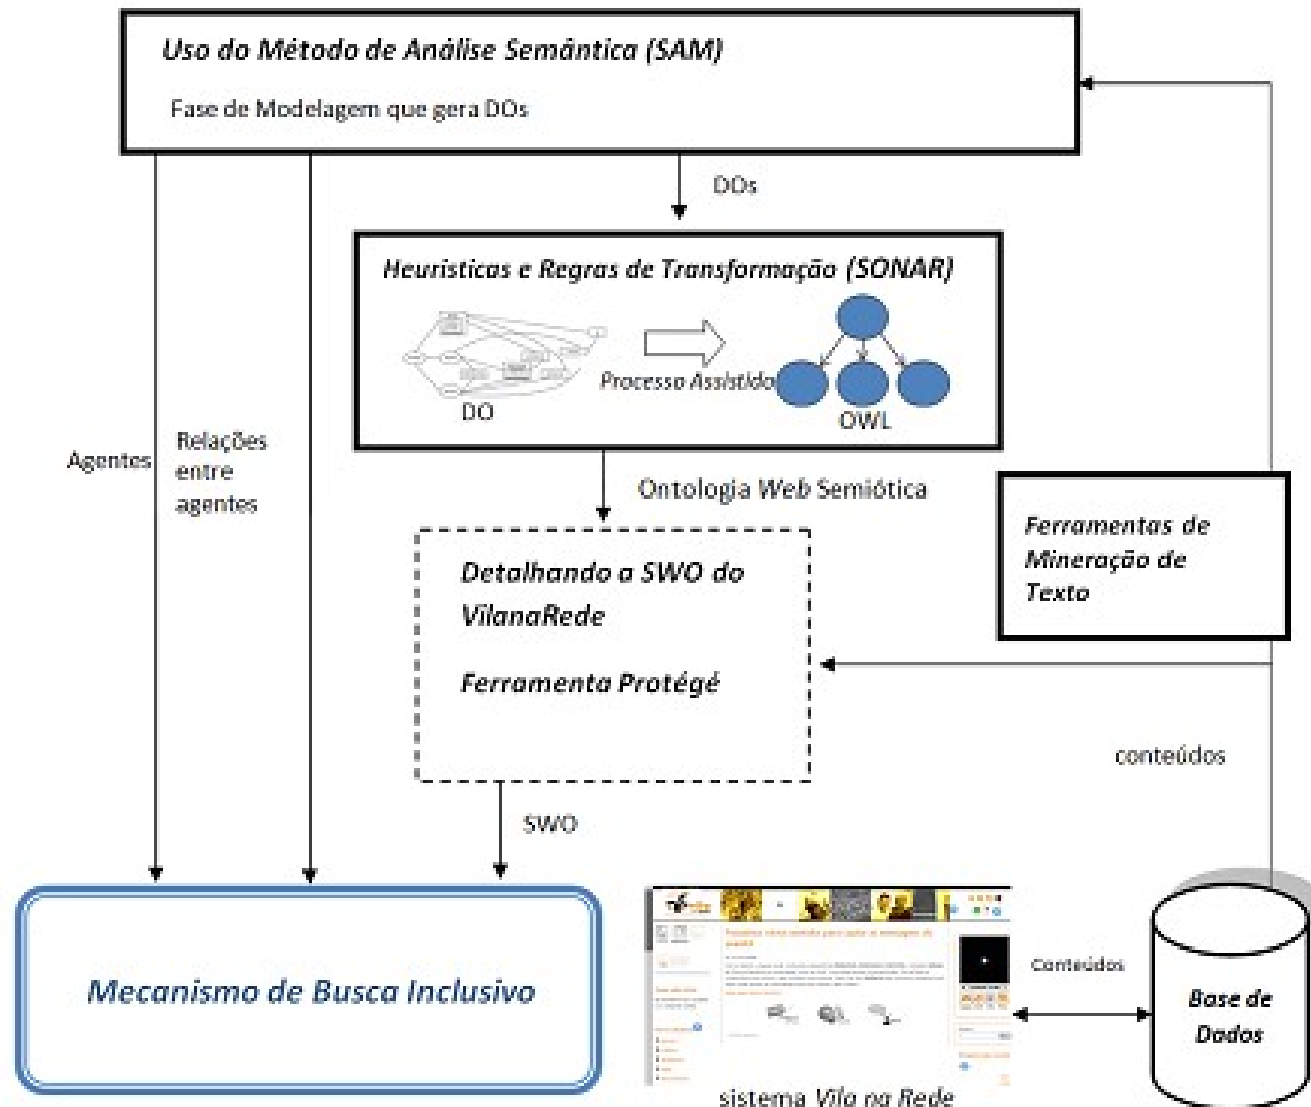 Uso do Método de Análise Semântica (SAM)
Fase de Modelagem que gera DOs
DOs
Heurísticas e Regras de Transformação (SONAR)
Processo Assistido
DO
OWL
Agentes
Relações
entre
agentes
Ontologia Web Semiótica
Ferramentas de
Mineração de
Texto
Detalhando a SWO do
VilanaRede
Ferramenta Protégé
conteúdos
SWO
Mecanismo de Busca Inclusivo
Conteúdos
Base de
Dados
sistema Vila na Rede